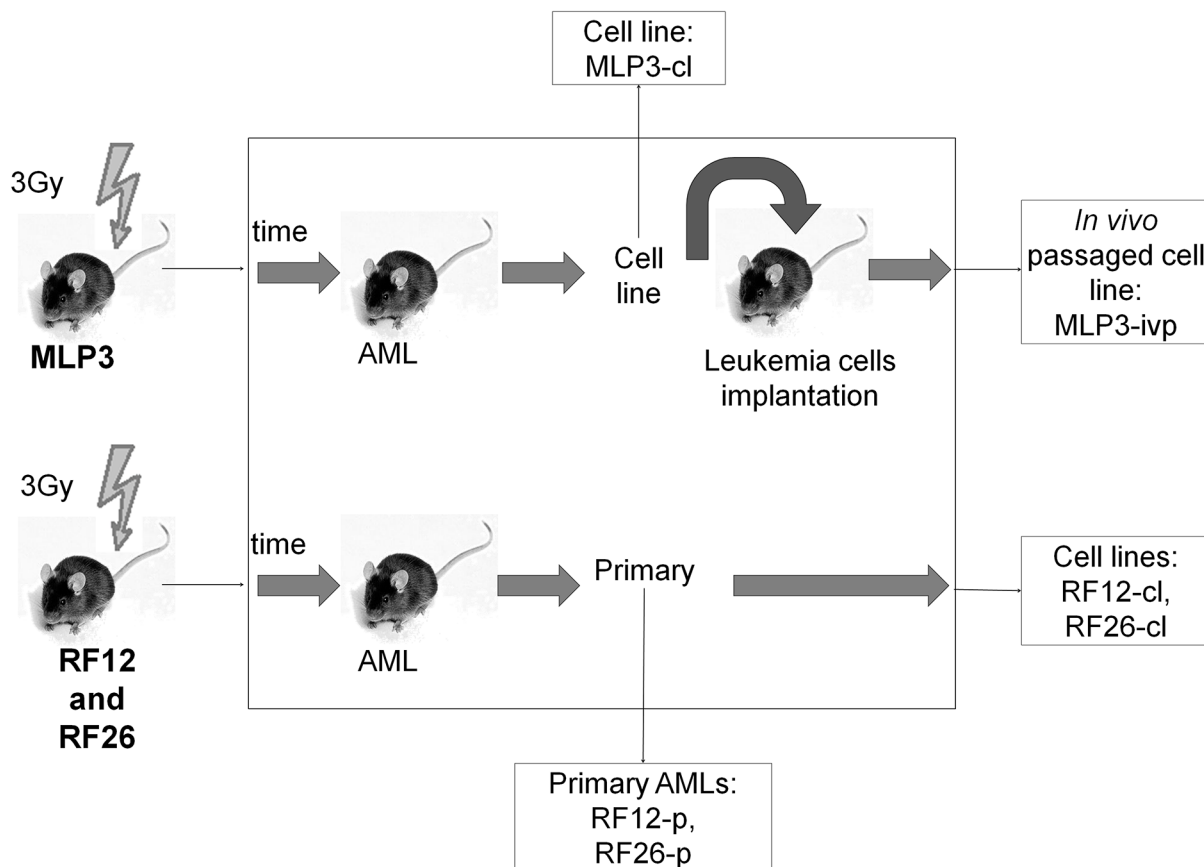 Cell line:
MLP3-cl
3Gy
time
Cell
line
AML
MLP3
Leukemia cells
implantation
In vivo
passaged cell
line:
MLP3-ivp
3Gy
time
Primary
AML
RF12
and
RF26
Cell lines:
RF12-cl,
RF26-cl
Primary AMLs:
RF12-p,
RF26-p